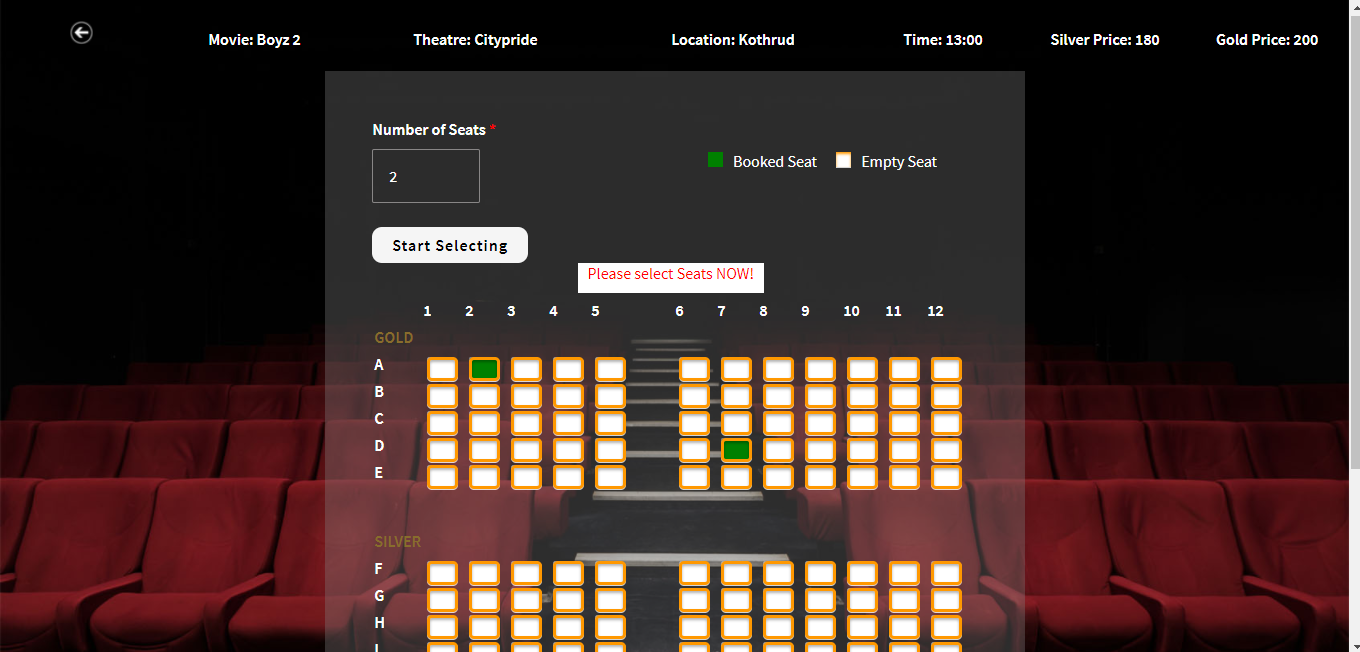 Movie: Boyz 2 Theatre: Citypride Location: Kothrud Time: 13:00 Silver Price: 180 Gold Price: 200
Number of Seats *
Booked Seat Empty Seat
2
Start Selecting
Please select Seats NOW!
1 2 3 4 5 6 7 8 9 10 11 12
GOLD
A
B
C
D
E
SILVER
F
G
H